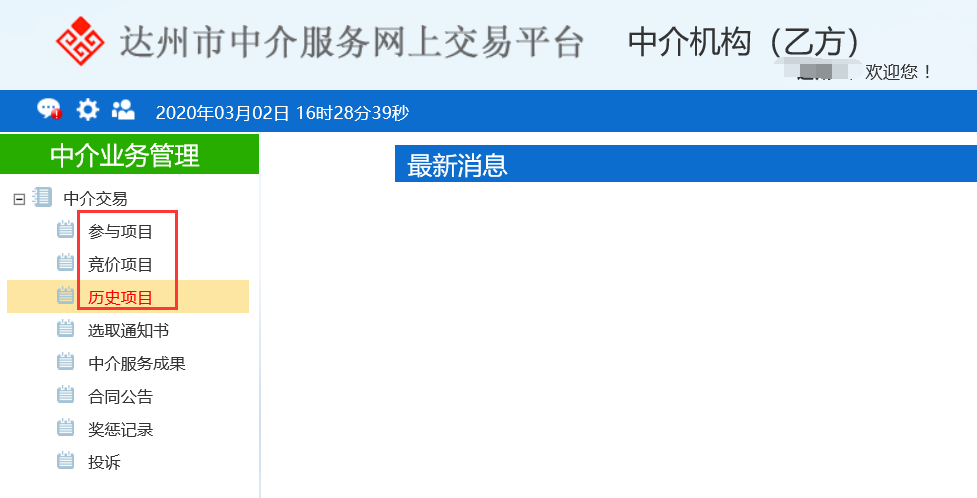 达州市中介服务网上交易平台 中介机构（乙方）
欢迎您！
2020年03月02日 16时28分39秒
中介业务管理
最新消息
中介交易
参与项目
竞价项目
历史项目
选取通知书
中介服务成果
合同公告
奖惩记录
投诉